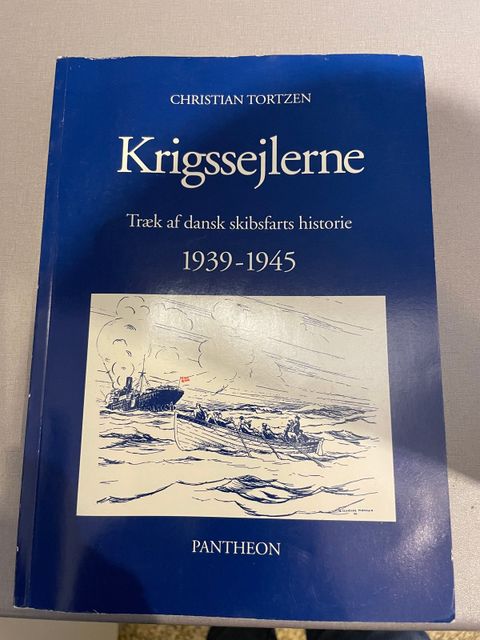 CHRISTIAN TORTZEN
Krigssejlerne
Træk af dansk skibsfarts historie
1939-1945
PANTHEON